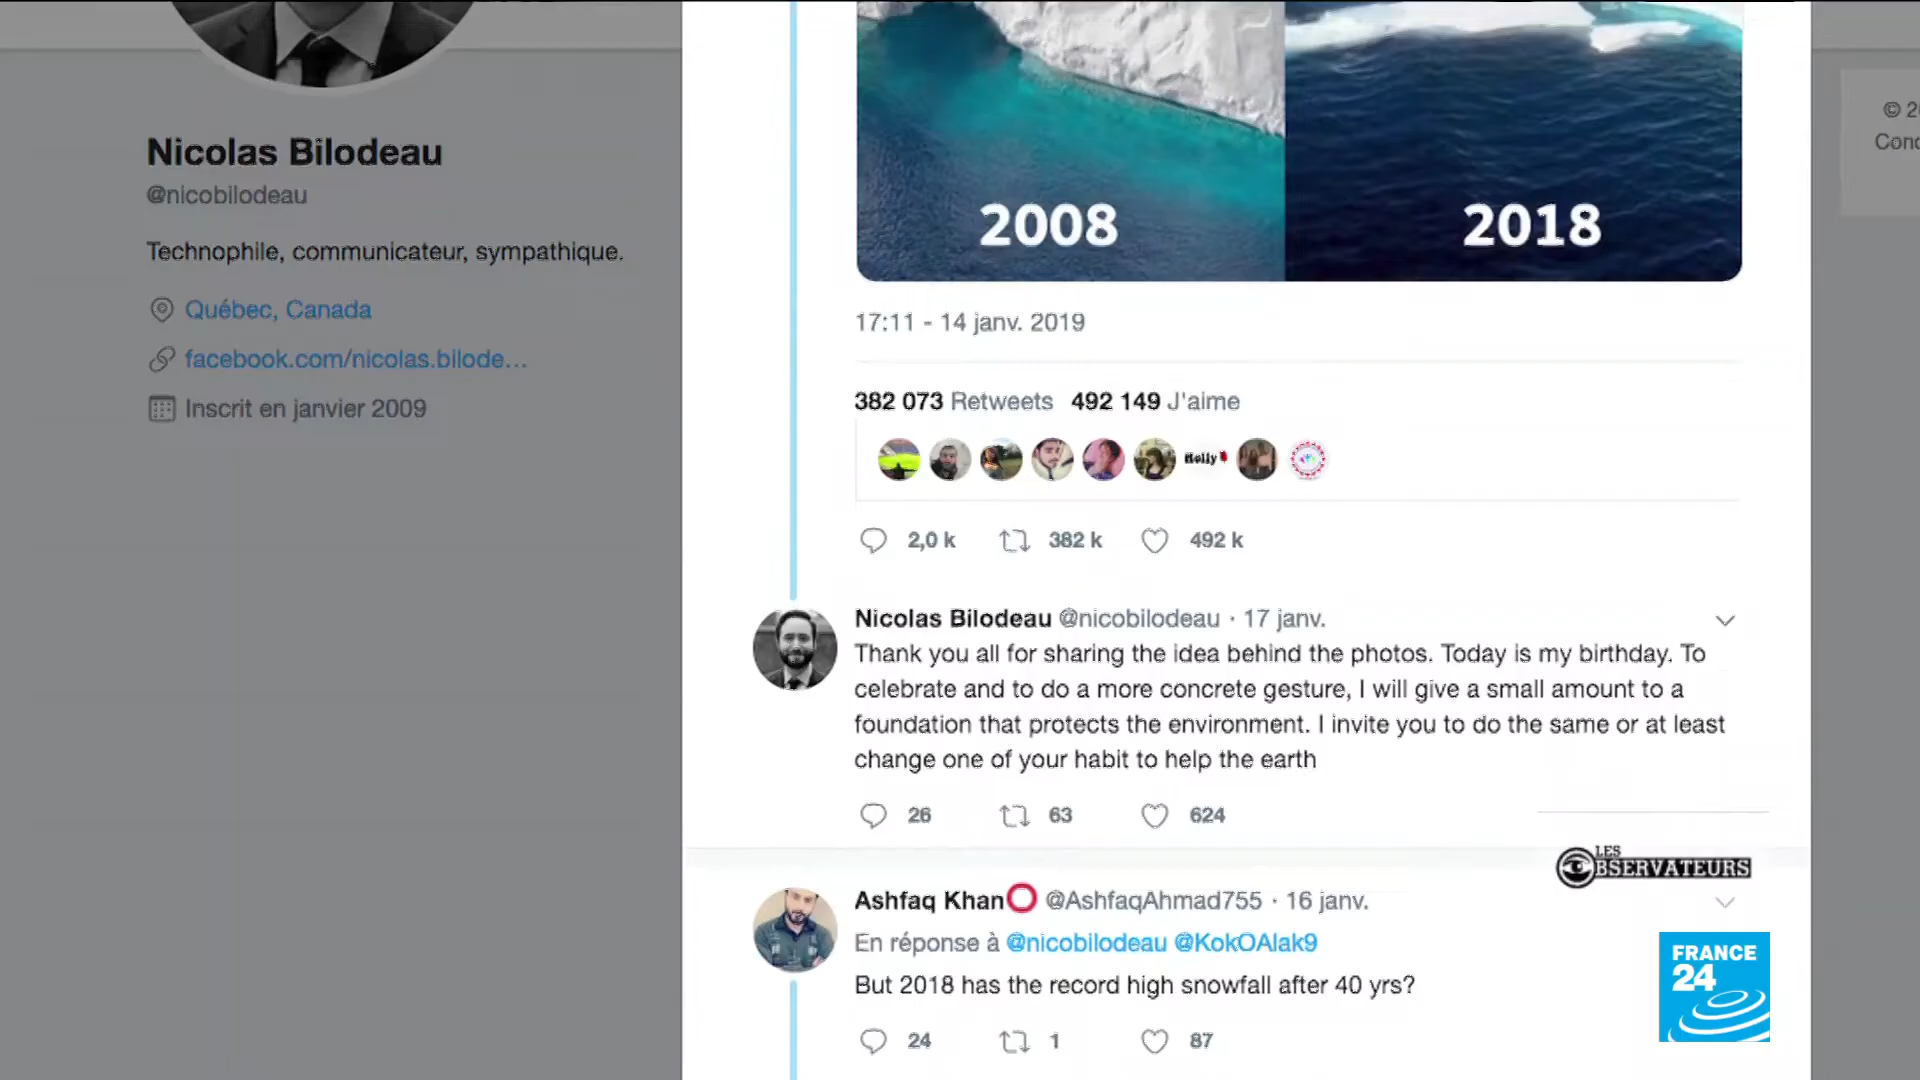 Nicolas Bilodeau
@nicobilodeau
Technophile, communicateur, sympathique.
Québec, Canada
facebook.com/nicolas.bilode...
Inscrit en janvier 2009
2008
2018
17:11 - 14 janv. 2019
382 073 Retweets 492 149 J'aime
Holly
2,0 k 382 k 492 k
Nicolas Bilodeau @nicobilodeau · 17 janv.
Thank you all for sharing the idea behind the photos. Today is my birthday. To
celebrate and to do a more concrete gesture, I will give a small amount to a
foundation that protects the environment. I invite you to do the same or at least
change one of your habit to help the earth
26 63 624
Ashfaq Khan @AshfaqAhmad755 · 16 janv.
En réponse à @nicobilodeau @KokOAlak9
But 2018 has the record high snowfall after 40 yrs?
24 1 87
LES
OBSERVATEURS
FRANCE
24